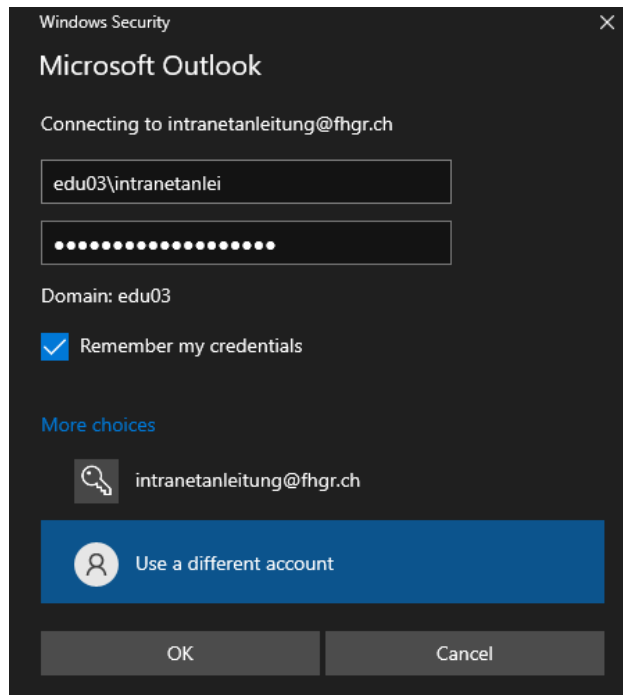 Windows Security
Microsoft Outlook
Connecting to intranetanleitung@fhgr.ch
edu03\intranetanlei
●●●●●●●●●●●●●●●●●●●
Domain: edu03
Remember my credentials
More choices
intranetanleitung@fhgr.ch
Use a different account
OK
Cancel